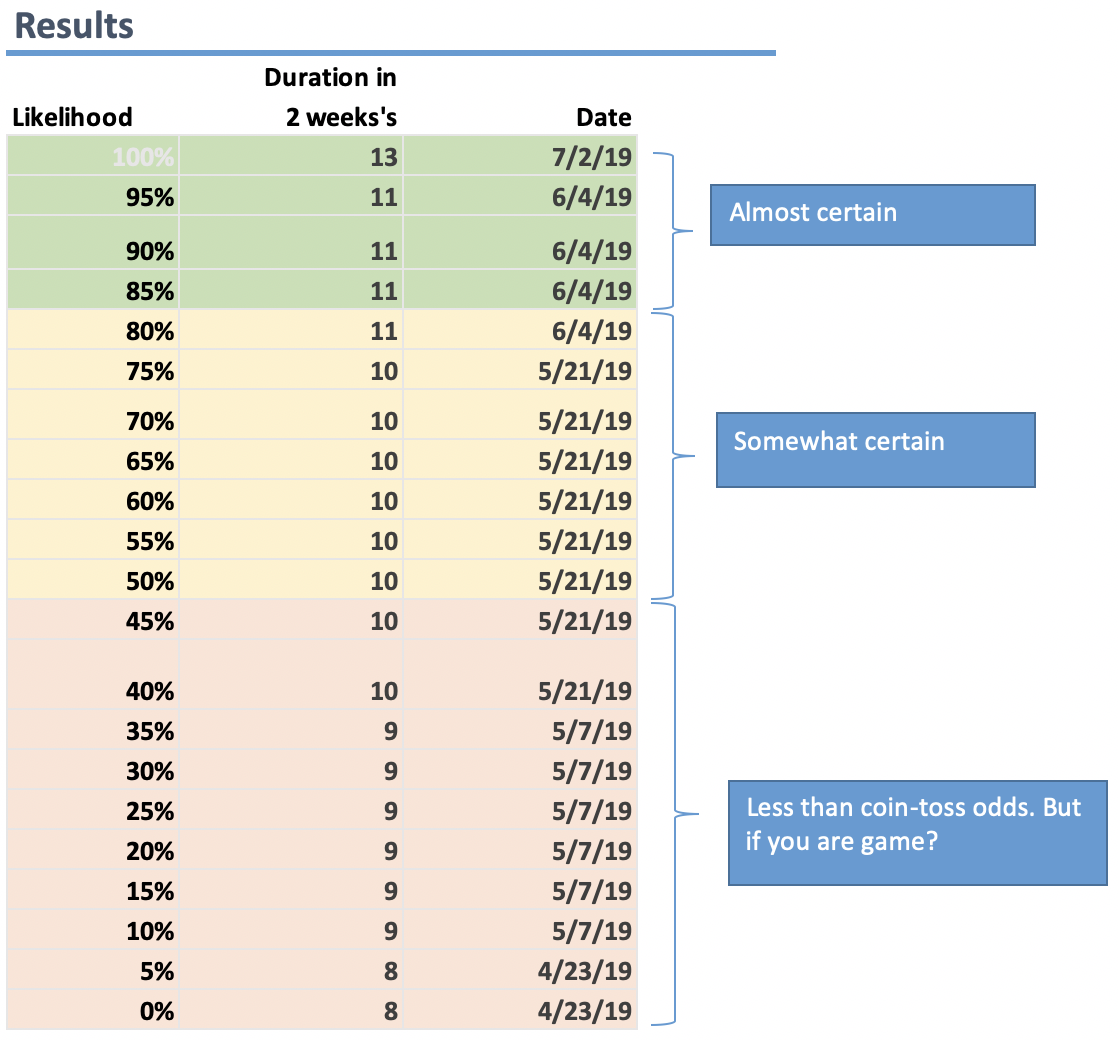 Results
Duration in
Likelihood 2 weeks's Date
100% 13 7/2/19
95% 11 6/4/19
90% 11 6/4/19
85% 11 6/4/19
80% 11 6/4/19
75% 10 5/21/19
70% 10 5/21/19
65% 10 5/21/19
60% 10 5/21/19
55% 10 5/21/19
50% 10 5/21/19
45% 10 5/21/19
40% 10 5/21/19
35% 9 5/7/19
30% 9 5/7/19
25% 9 5/7/19
20% 9 5/7/19
15% 9 5/7/19
10% 9 5/7/19
5% 8 4/23/19
0% 8 4/23/19
Almost certain
Somewhat certain
Less than coin-toss odds. But
if you are game?